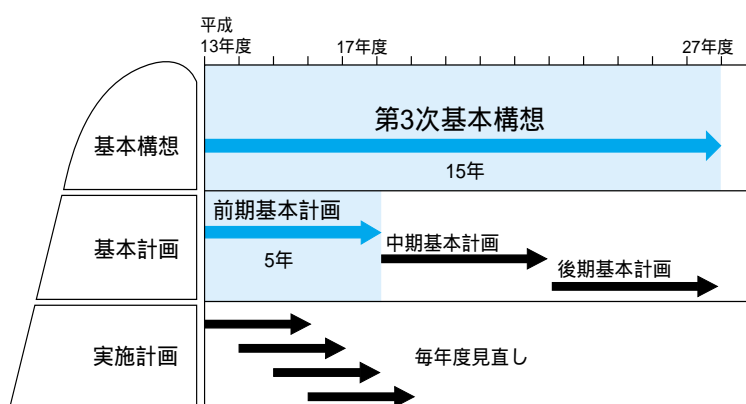 平成
13年度 17年度 27年度
第3次基本構想
基本構想
15年
前期基本計画
基本計画
5年
中期基本計画
後期基本計画
実施計画
毎年度見直し